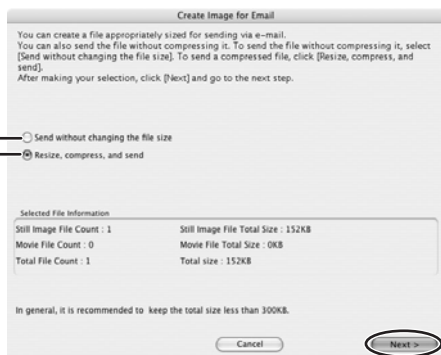 Create Image for Email
You can create a file appropriately sized for sending via e-mail.
You can also send the file without compressing it. To send the file without compressing it, select
[Send without changing the file size]. To send a compressed file, click [Resize, compress, and
send].
After making your selection, click [Next] and go to the next step.
Send without changing the file size
Resize, compress, and send
Selected File Information
Still Image File Count : 1 Still Image File Total Size : 152KB
Movie File Count : 0 Movie File Total Size : 0KB
Total File Count : 1 Total size : 152KB
In general, it is recommended to keep the total size less than 300KB.
Cancel Next >